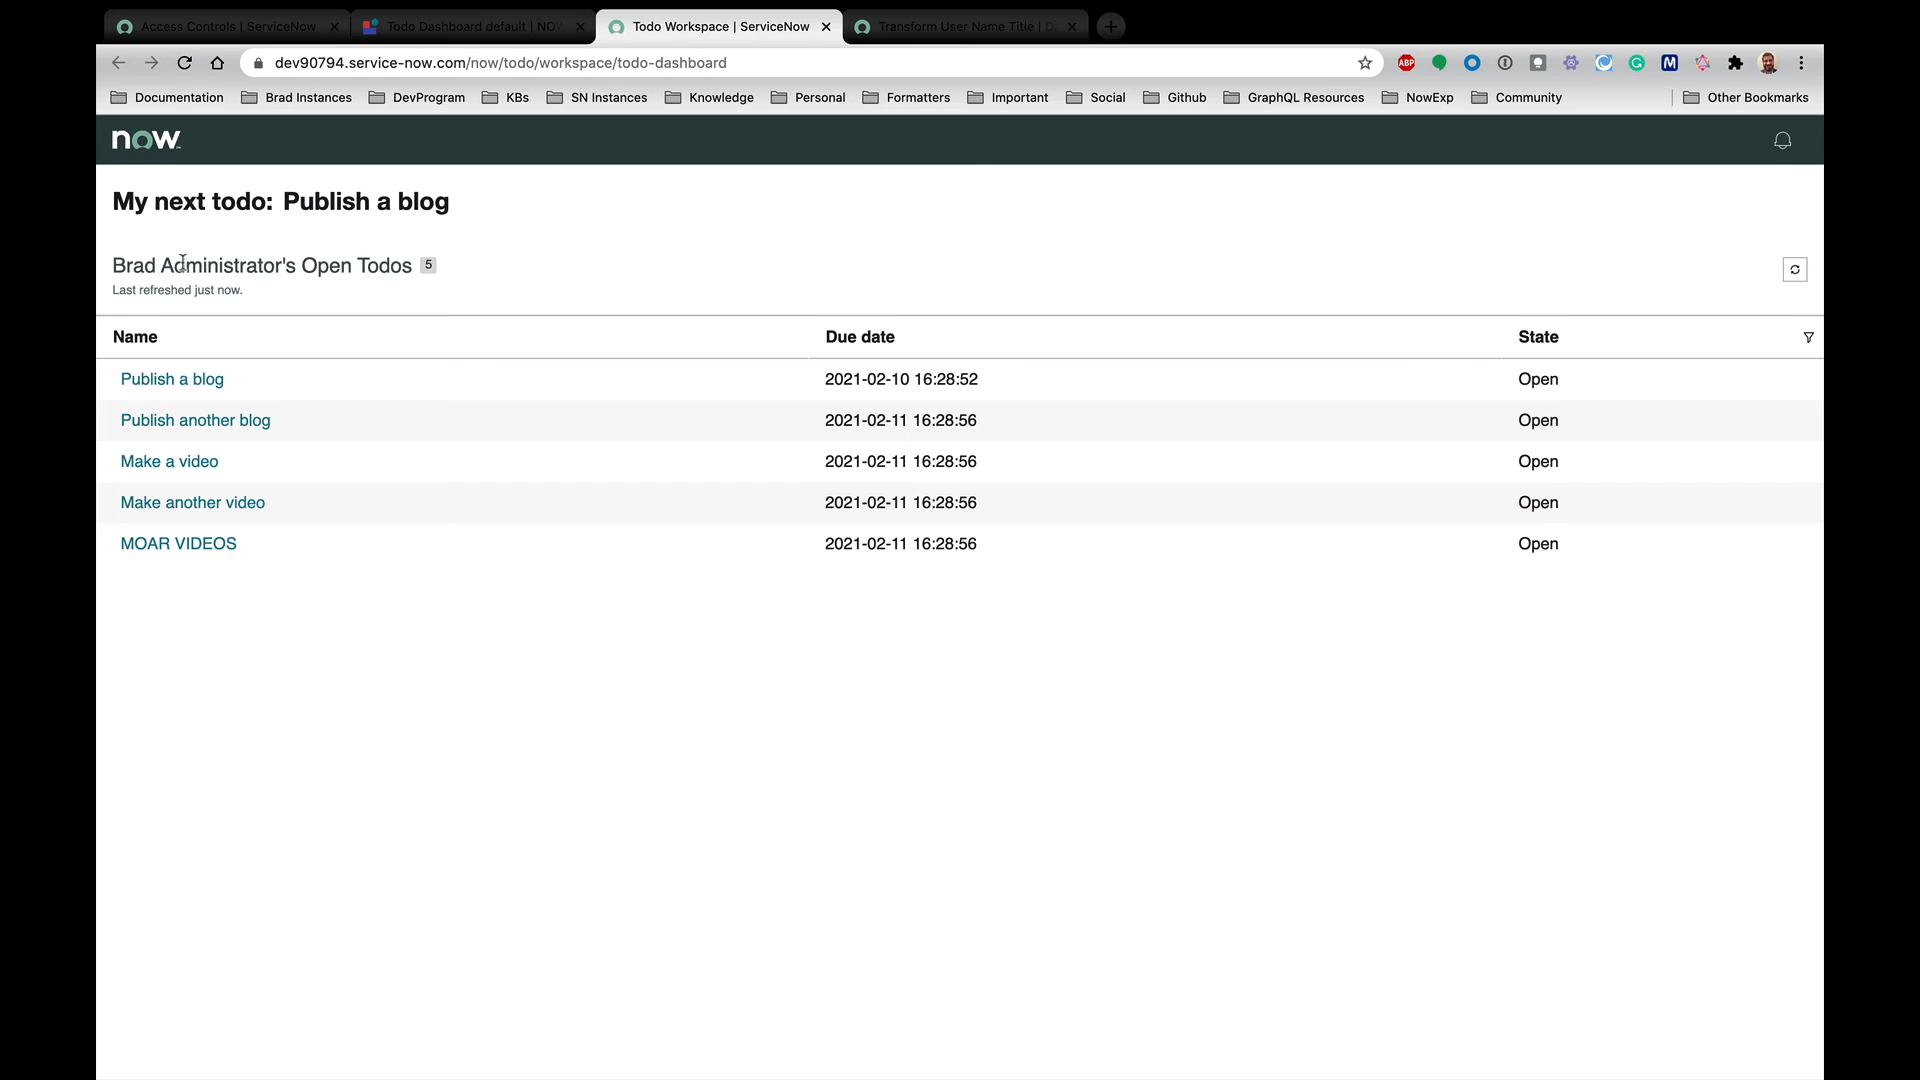 Access Controls | ServiceNow
Todo Dashboard default | NOW
Todo Workspace | ServiceNow
Transform User Name Title | D
dev90794.service-now.com/now/todo/workspace/todo-dashboard
ABP
M
Documentation
Brad Instances
DevProgram
KBs
SN Instances
Knowledge
Personal
Formatters
Important
Social
Github
GraphQL Resources
NowExp
Community
Other Bookmarks
now
My next todo: Publish a blog
Brad Administrator's Open Todos 5
Last refreshed just now.
Name Due date State
Publish a blog 2021-02-10 16:28:52 Open
Publish another blog 2021-02-11 16:28:56 Open
Make a video 2021-02-11 16:28:56 Open
Make another video 2021-02-11 16:28:56 Open
MOAR VIDEOS 2021-02-11 16:28:56 Open